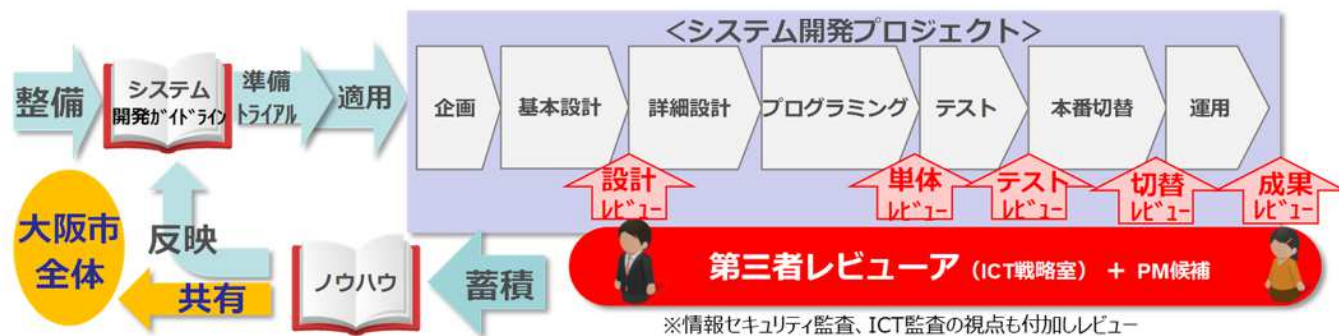 ＜システム開発プロジェクト＞
整備
システム
開発ｶﾞｲﾄﾞﾗｲﾝ
準備
ﾄﾗｲｱﾙ
適用
企画
基本設計
詳細設計
プログラミング
テスト
本番切替
運用
設計
ﾚﾋﾞｭｰ
単体
ﾚﾋﾞｭｰ
テスト
ﾚﾋﾞｭｰ
切替
ﾚﾋﾞｭｰ
成果
ﾚﾋﾞｭｰ
大阪市
全体
反映
共有
ノウハウ
蓄積
第三者レビューア（ICT戦略室） ＋ PM候補
※情報セキュリティ監査、ICT監査の視点も付加しレビュー